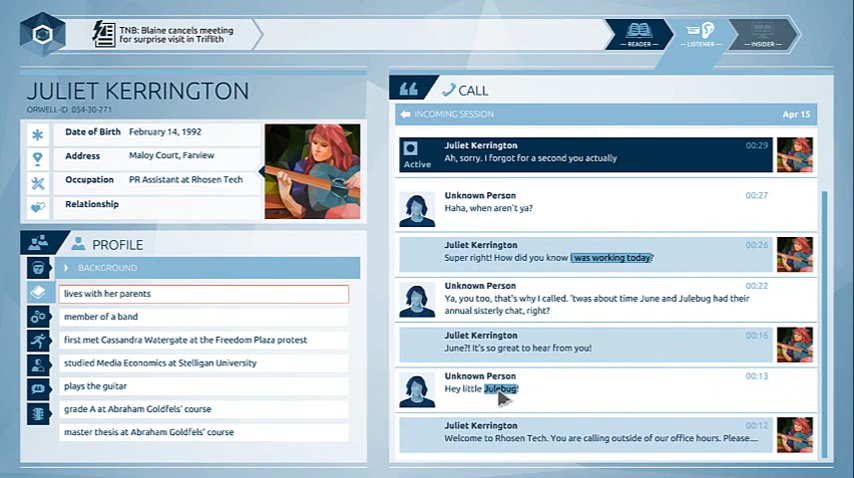 TNB: Blaine cancels meeting
for surprise visit in Triflith
— READER —
— LISTENER —
— INSIDER —
JULIET KERRINGTON
ORWELL-ID 054-30-271
Date of Birth February 14, 1992
Address Maloy Court, Farview
Occupation PR Assistant at Rhosen Tech
Relationship
PROFILE
BACKGROUND
lives with her parents
member of a band
first met Cassandra Watergate at the Freedom Plaza protest
studied Media Economics at Stelligan University
plays the guitar
grade A at Abraham Goldfels' course
master thesis at Abraham Goldfels' course
CALL
INCOMING SESSION Apr 15
Active
Juliet Kerrington 00:29
Ah, sorry. I forgot for a second you actually
Unknown Person 00:27
Haha, when aren't ya?
Juliet Kerrington 00:26
Super right! How did you know I was working today?
Unknown Person 00:22
Ya, you too, that's why I called. 'twas about time June and Julebug had their
annual sisterly chat, right?
Juliet Kerrington 00:16
June?! It's so great to hear from you!
Unknown Person 00:13
Hey little Julebug!
Juliet Kerrington 00:12
Welcome to Rhosen Tech. You are calling outside of our office hours. Please....